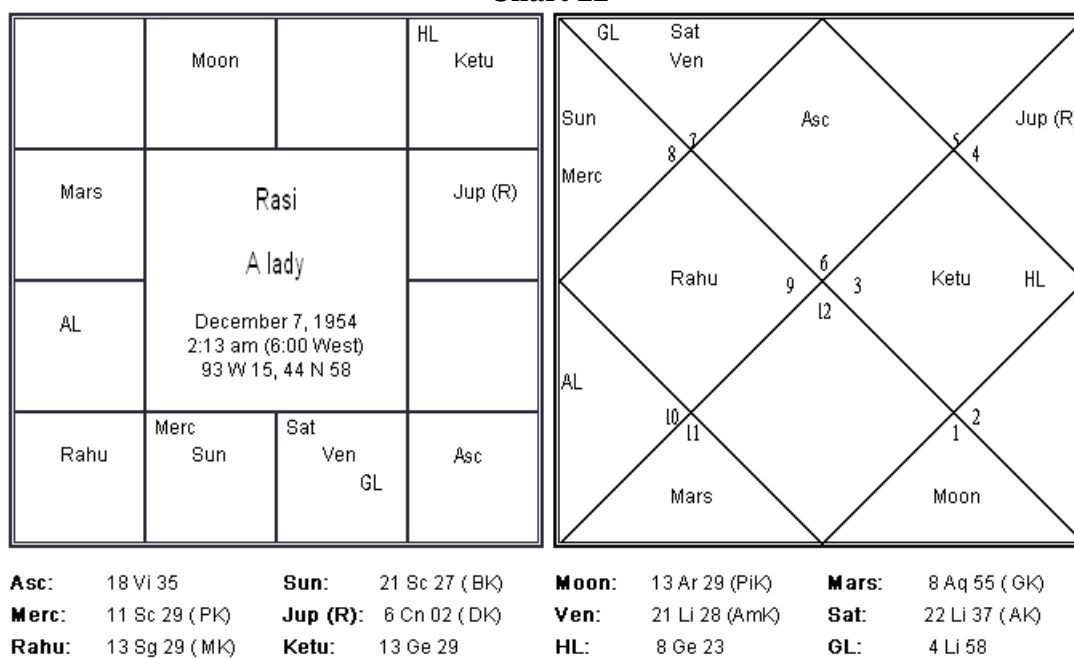 HL
Moon
Ketu
Mars
Rasi
Jup (R)
A lady
AL
December 7, 1954
2:13 am (6:00 West)
93 W 15, 44 N 58
Rahu
Merc
Sun
Sat
Ven
GL
Asc
GL
Sat
Ven
Sun
Asc
Jup (R)
7
5
8
4
Merc
Rahu
9
6
3
Ketu
HL
12
AL
10
11
2
1
Mars
Moon
Asc: 18 Vi 35 Sun: 21 Sc 27 (BK) Moon: 13 Ar 29 (PiK) Mars: 8 Aq 55 (GK)
Merc: 11 Sc 29 (PK) Jup (R): 6 Cn 02 (DK) Ven: 21 Li 28 (AmK) Sat: 22 Li 37 (AK)
Rahu: 13 Sg 29 (MK) Ketu: 13 Ge 29 HL: 8 Ge 23 GL: 4 Li 58